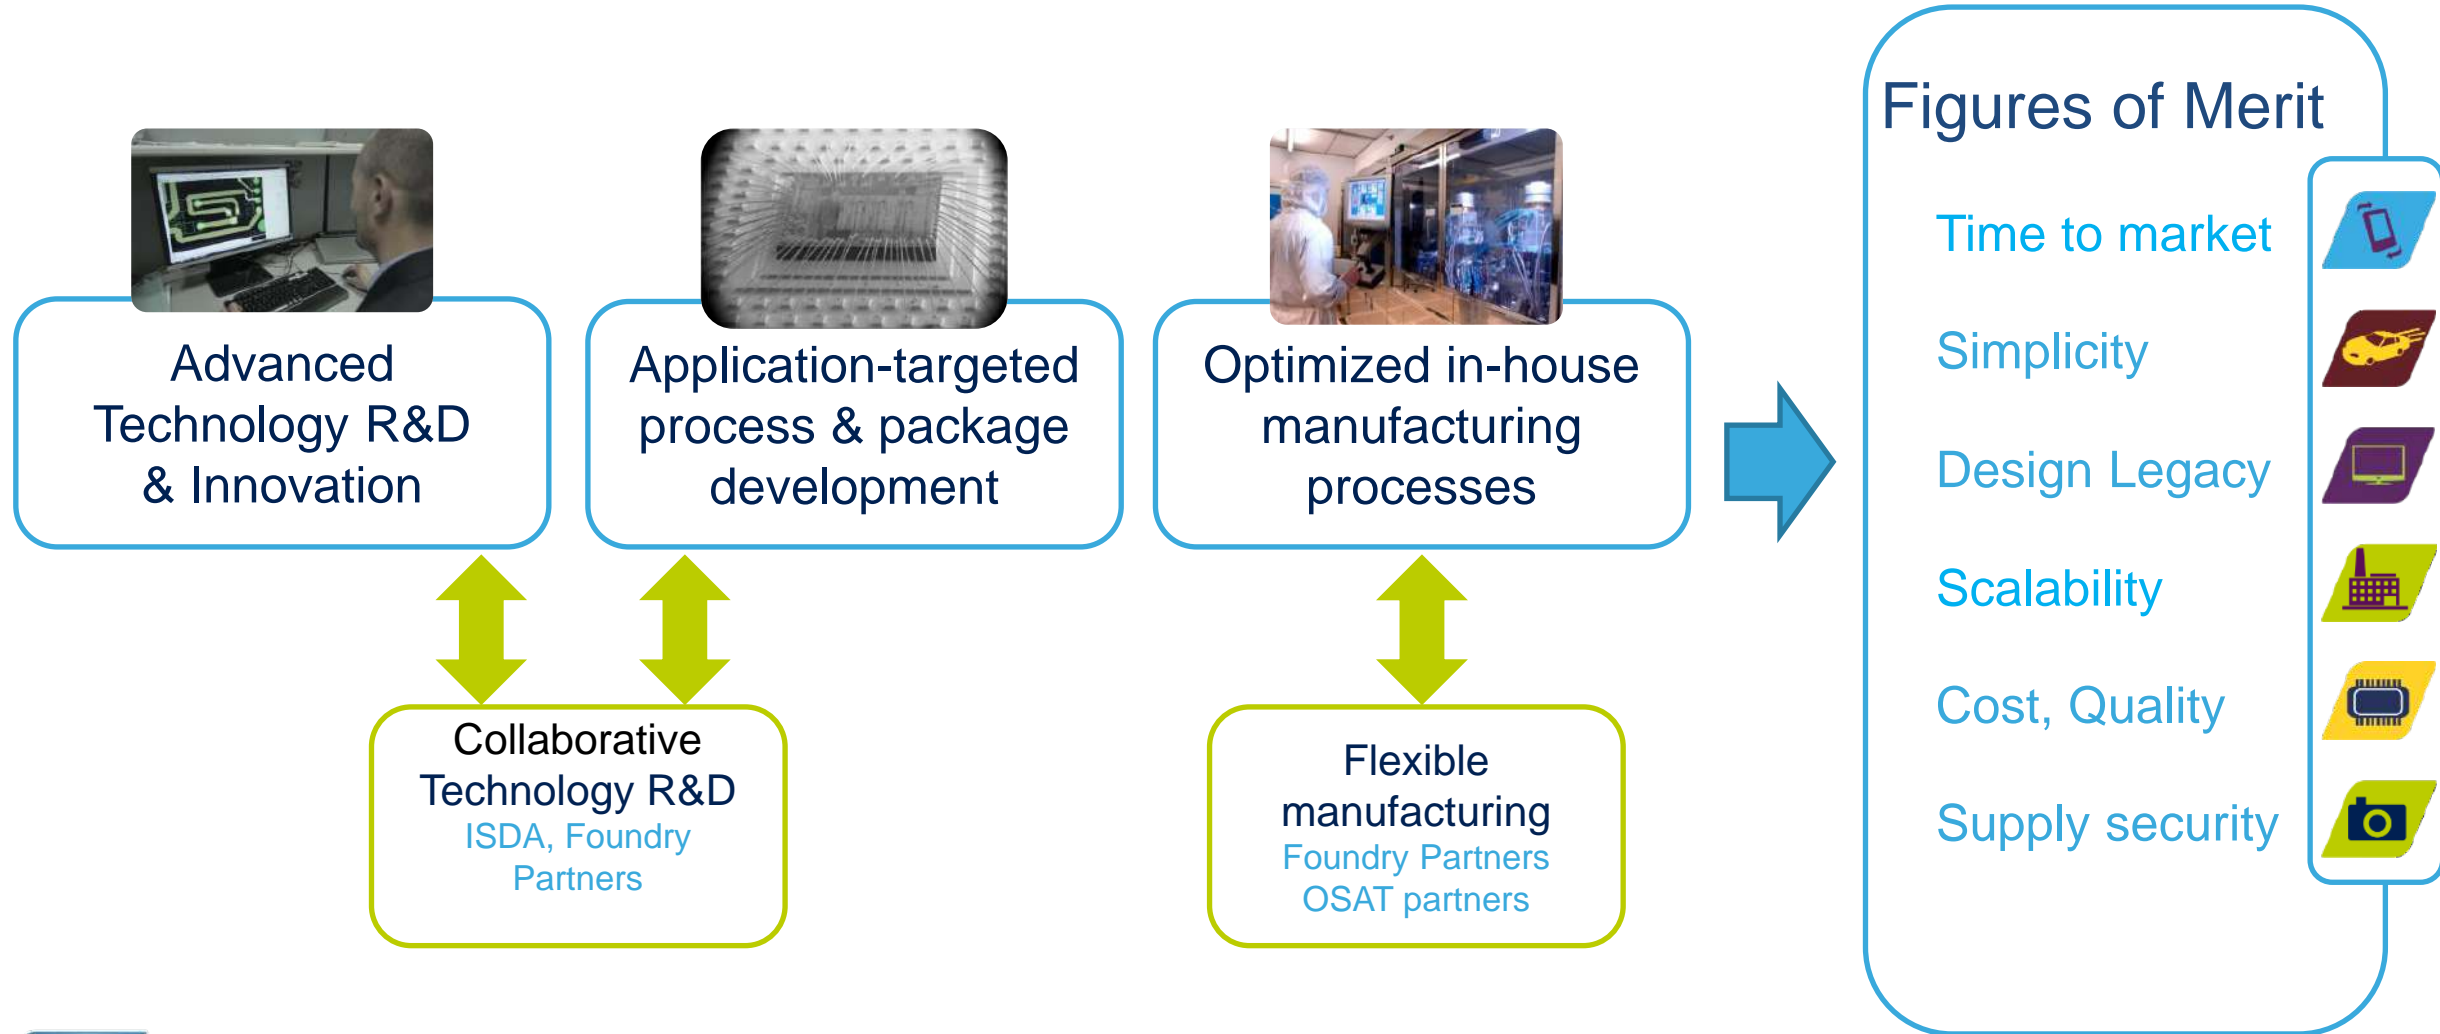 Advanced
Technology R&D
& Innovation
Application-targeted
process & package
development
Optimized in-house
manufacturing
processes
Collaborative
Technology R&D
ISDA, Foundry
Partners
Flexible
manufacturing
Foundry Partners
OSAT partners
Figures of Merit
Time to market
Simplicity
Design Legacy
Scalability
Cost, Quality
Supply security